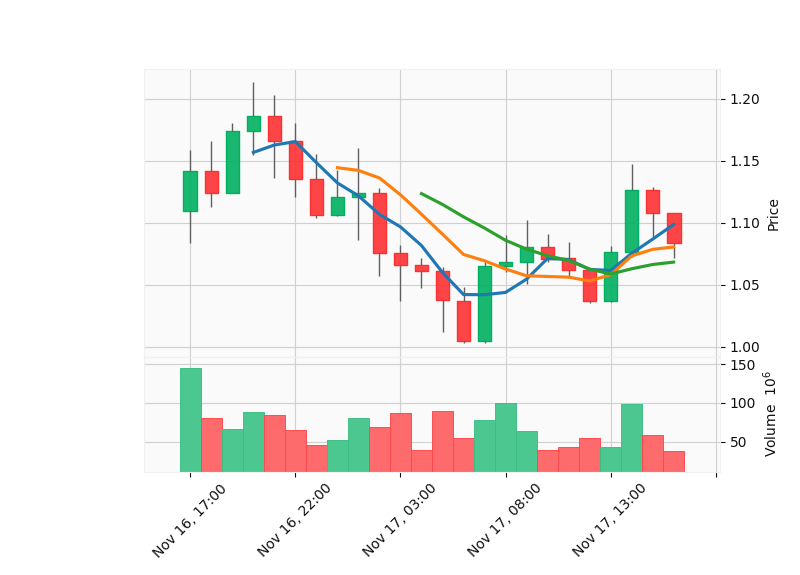 1.20
1.15
1.10
1.05
1.00
Price
150
100
50
Volume 10^6
Nov 16, 17:00
Nov 16, 22:00
Nov 17, 03:00
Nov 17, 08:00
Nov 17, 13:00